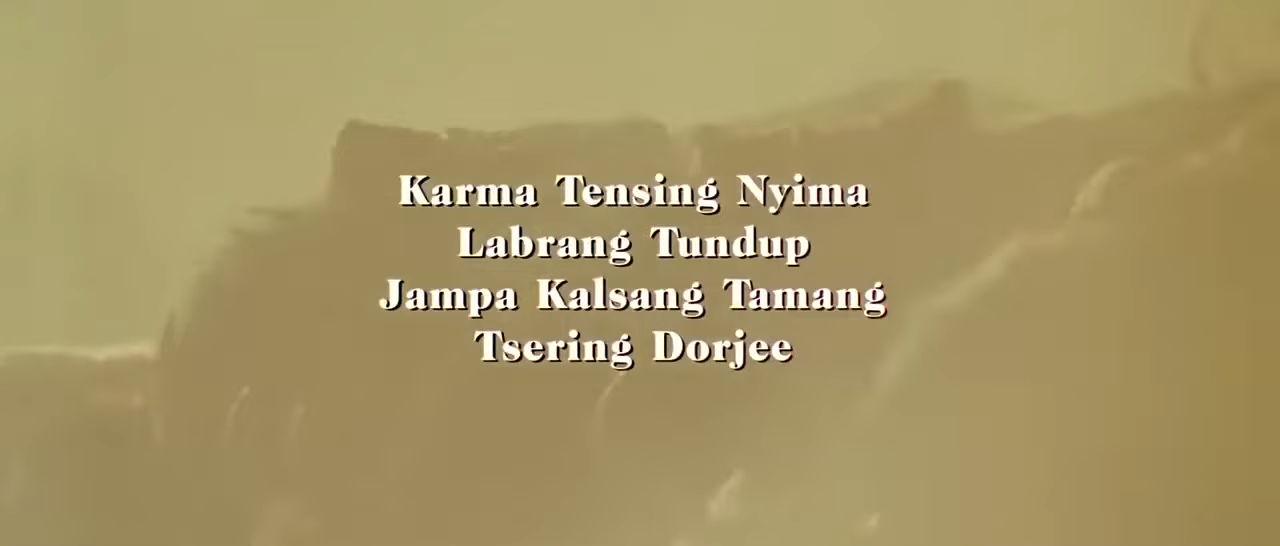 Karma Tensing Nyima
Labrang Tundup
Jampa Kalsang Tamang
Tsering Dorjee